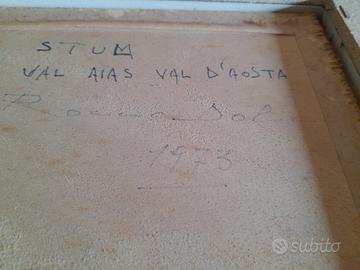 STUM
VAL AIAS VAL D'AOSTA
1973
subito